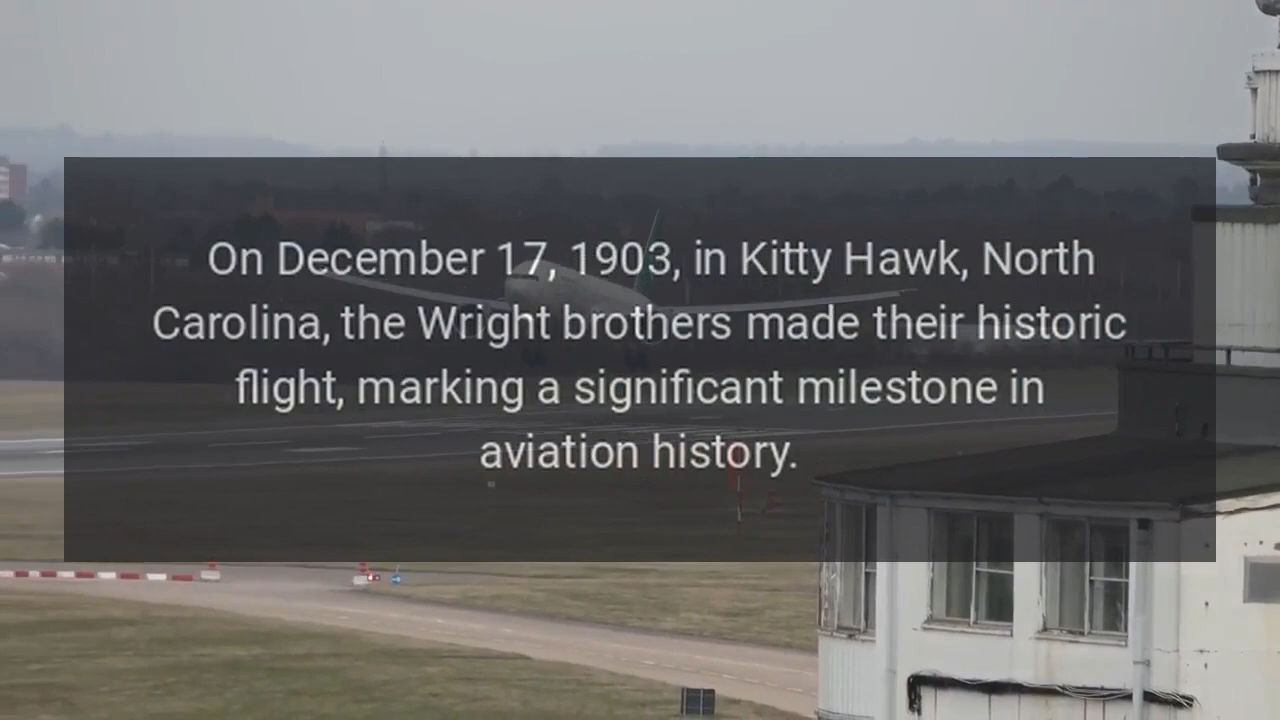 On December 17, 1903, in Kitty Hawk, North
Carolina, the Wright brothers made their historic
flight, marking a significant milestone in
aviation history.